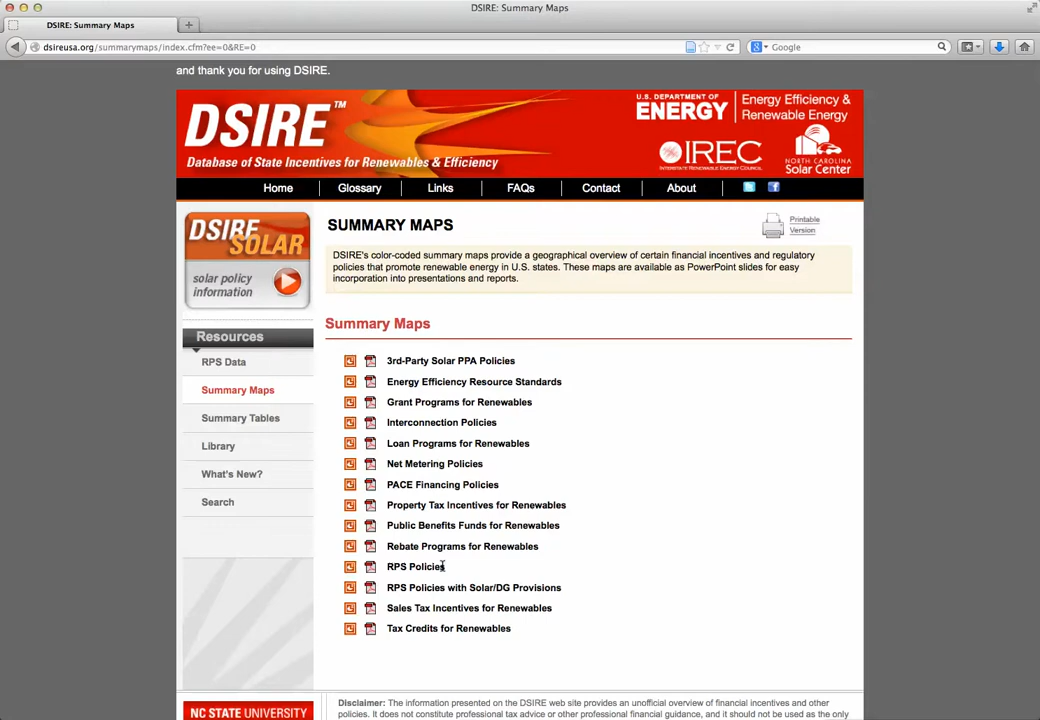 DSIRE: Summary Maps
DSIRE: Summary Maps
dsireusa.org/summarymaps/index.cfm?ee=0&RE=0
Google
and thank you for using DSIRE.
DSIRE™
Database of State Incentives for Renewables & Efficiency
U.S. DEPARTMENT OF
ENERGY
Energy Efficiency &
Renewable Energy
IREC
INTERSTATE RENEWABLE ENERGY COUNCIL
NORTH CAROLINA
Solar Center
Home Glossary Links FAQs Contact About
DSIRE
SOLAR
solar policy
information
SUMMARY MAPS
Printable
Version
DSIRE's color-coded summary maps provide a geographical overview of certain financial incentives and regulatory
policies that promote renewable energy in U.S. states. These maps are available as PowerPoint slides for easy
incorporation into presentations and reports.
Resources
RPS Data
Summary Maps
Summary Tables
Library
What's New?
Search
Summary Maps
3rd-Party Solar PPA Policies
Energy Efficiency Resource Standards
Grant Programs for Renewables
Interconnection Policies
Loan Programs for Renewables
Net Metering Policies
PACE Financing Policies
Property Tax Incentives for Renewables
Public Benefits Funds for Renewables
Rebate Programs for Renewables
RPS Policies
RPS Policies with Solar/DG Provisions
Sales Tax Incentives for Renewables
Tax Credits for Renewables
NC STATE UNIVERSITY
Disclaimer: The information presented on the DSIRE web site provides an unofficial overview of financial incentives and other
policies. It does not constitute professional tax advice or other professional financial guidance, and it should not be used as the only